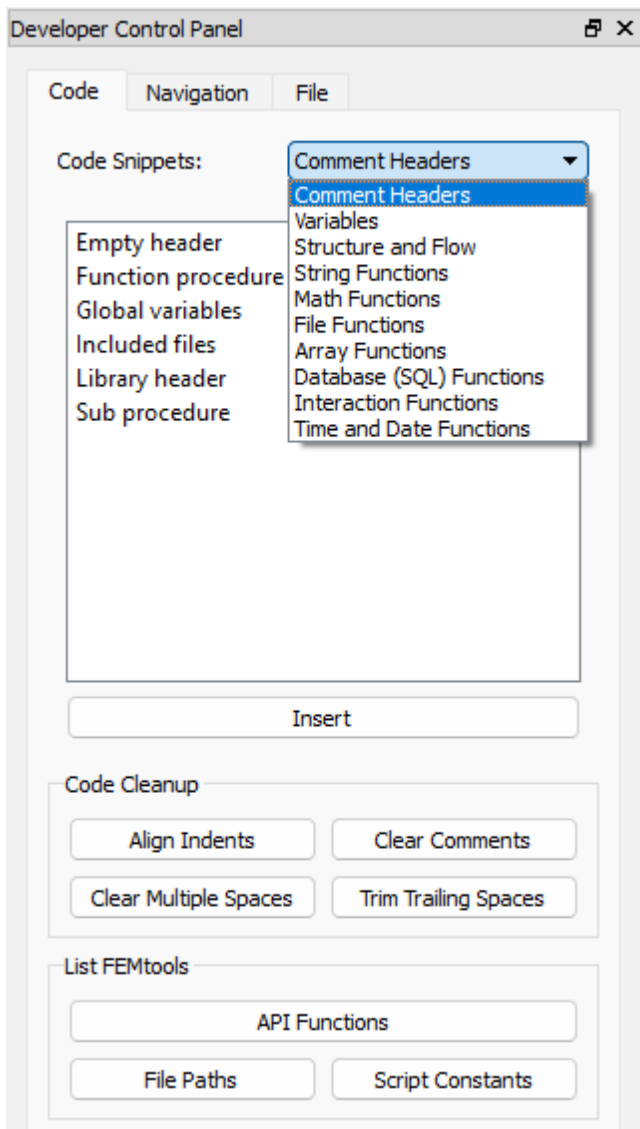 Developer Control Panel
Code
Navigation
File
Code Snippets:
Comment Headers
Comment Headers
Variables
Structure and Flow
String Functions
Math Functions
File Functions
Array Functions
Database (SQL) Functions
Interaction Functions
Time and Date Functions
Empty header
Function procedure
Global variables
Included files
Library header
Sub procedure
Insert
Code Cleanup
Align Indents
Clear Comments
Clear Multiple Spaces
Trim Trailing Spaces
List FEMtools
API Functions
File Paths
Script Constants